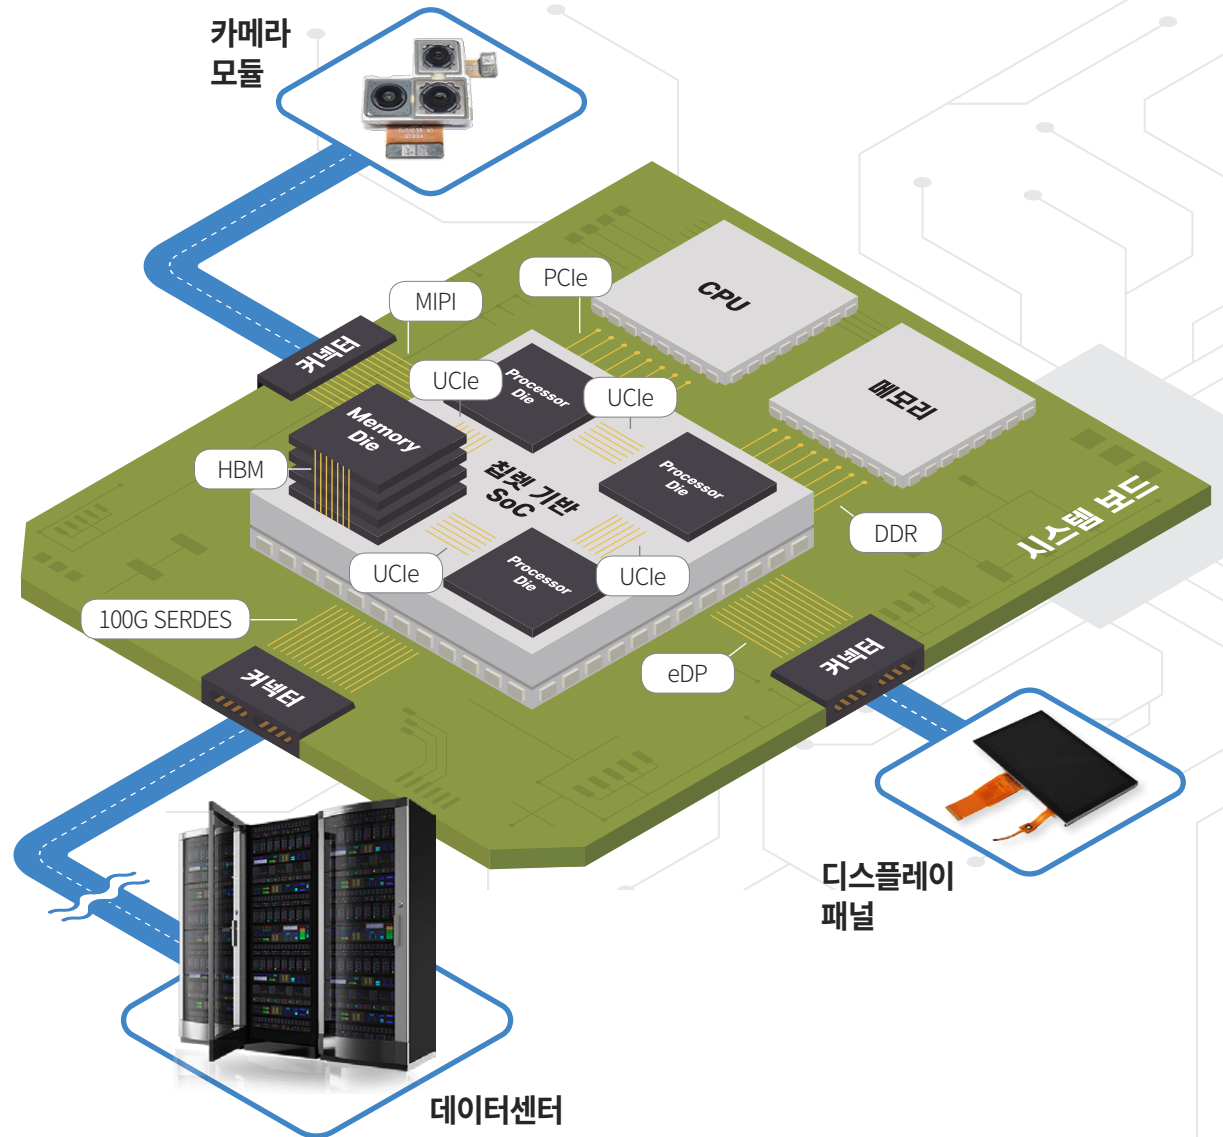 카메라
모듈
PCIe
CPU
MIPI
커넥터
UCIe
Processor
Die
UCIe
메모리
Memory
Die
HBM
칩렛 기반
SoC
Processor
Die
시스템 보드
DDR
UCIe
Processor
Die
UCIe
100G SERDES
eDP
커넥터
커넥터
디스플레이
패널
데이터센터